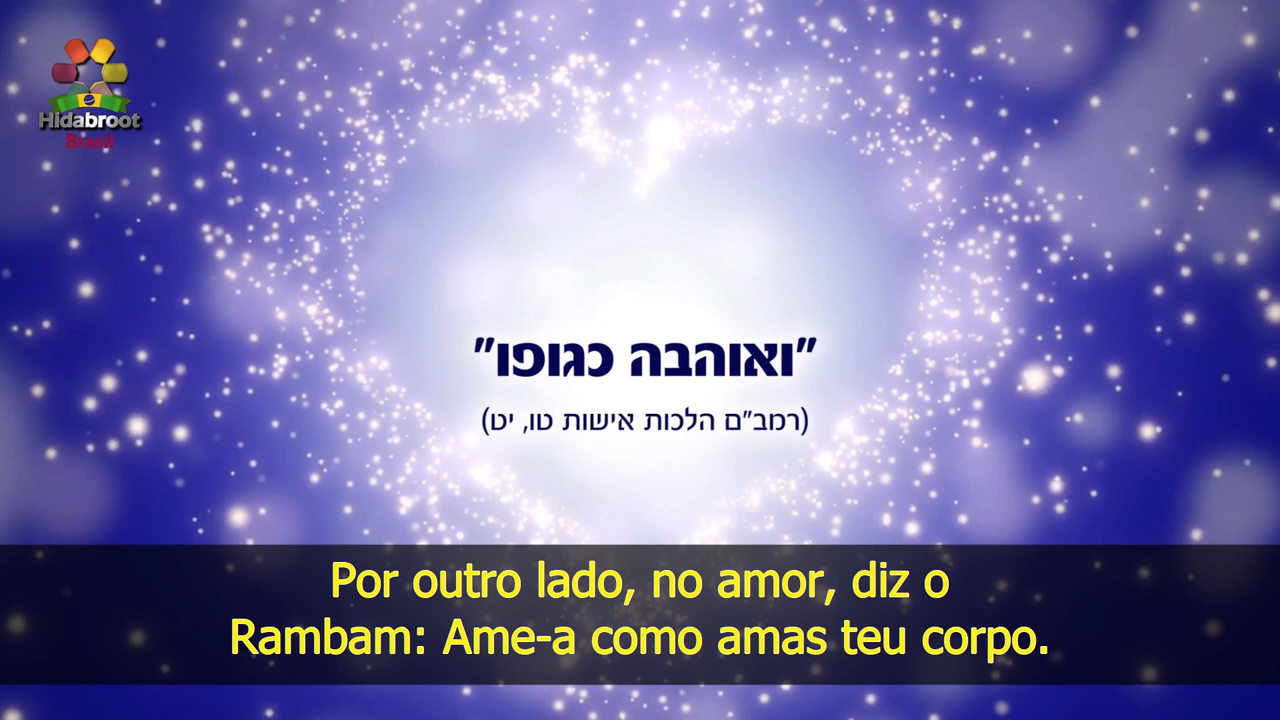 Hidabroot
Brasil
"ואוהבה כגופו"
(רמב"ם הלכות אישות טו, יט)
Por outro lado, no amor, diz o
Rambam: Ame-a como amas teu corpo.